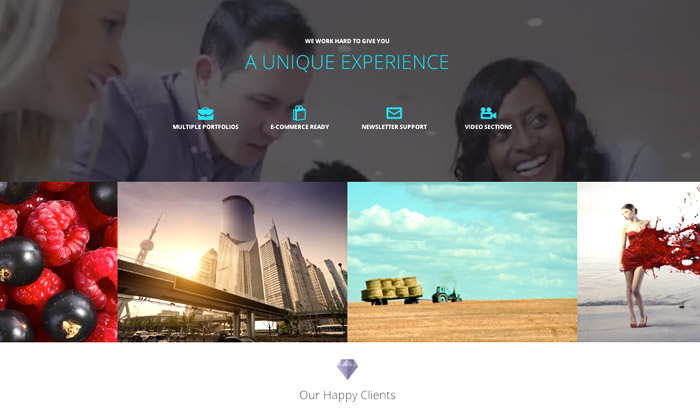 WE WORK HARD TO GIVE YOU
A UNIQUE EXPERIENCE
MULTIPLE PORTFOLIOS
E-COMMERCE READY
NEWSLETTER SUPPORT
VIDEO SECTIONS
Our Happy Clients